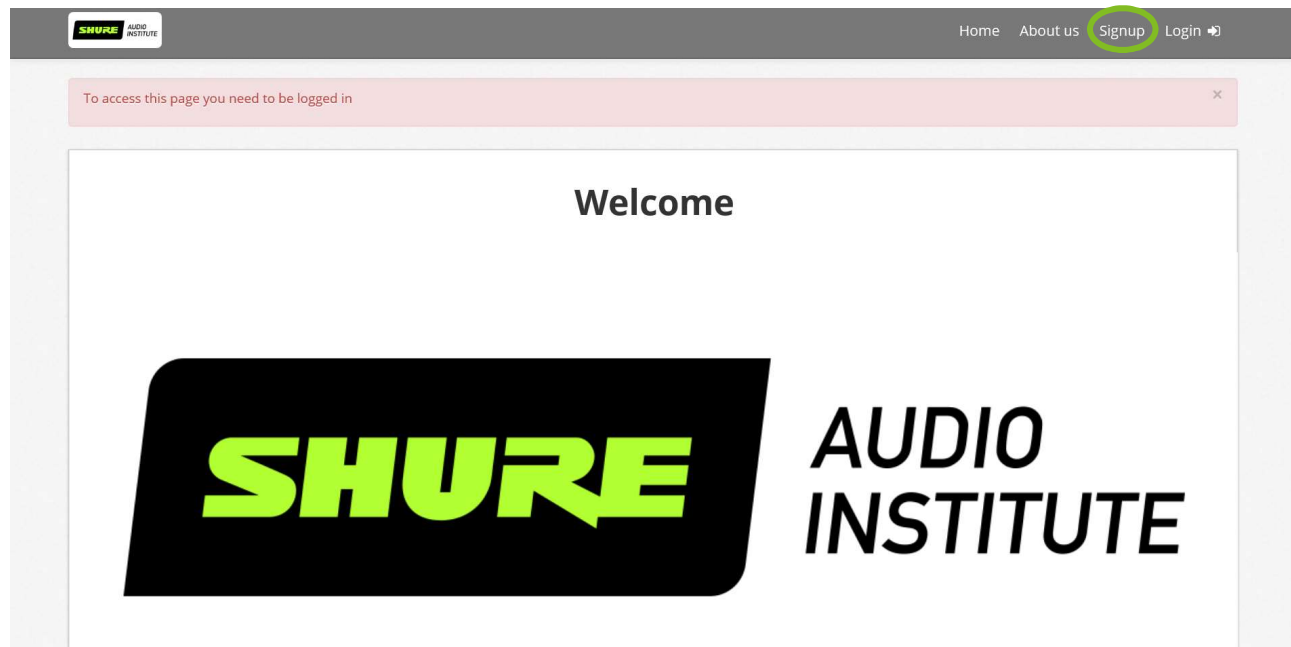 SHURE AUDIO
INSTITUTE
Home About us Signup Login
To access this page you need to be logged in
×
Welcome
SHURE
AUDIO
INSTITUTE